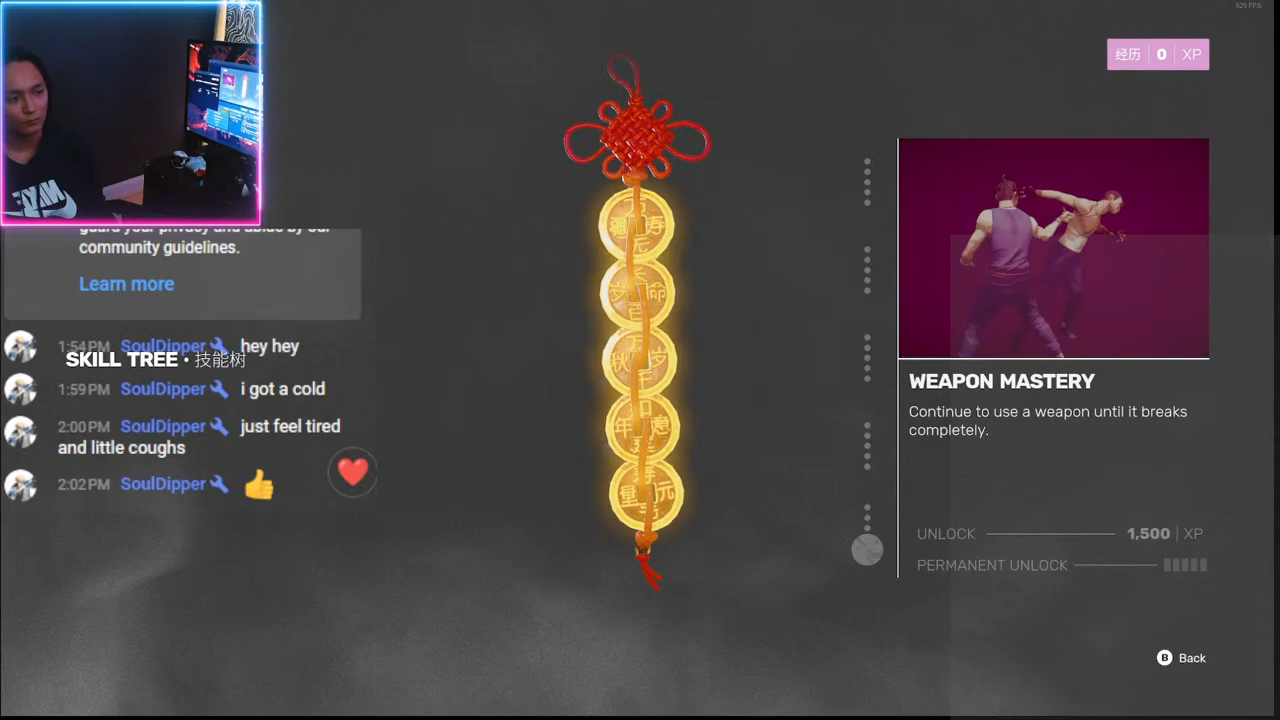 625 FPS
经历 0 XP
guard your privacy and abide by our
community guidelines.
Learn more
1:54 PM SoulDipper hey hey
SKILL TREE • 技能树
1:59 PM SoulDipper i got a cold
2:00 PM SoulDipper just feel tired
and little coughs
2:02 PM SoulDipper 👍
WEAPON MASTERY
Continue to use a weapon until it breaks
completely.
UNLOCK 1,500 XP
PERMANENT UNLOCK
B Back